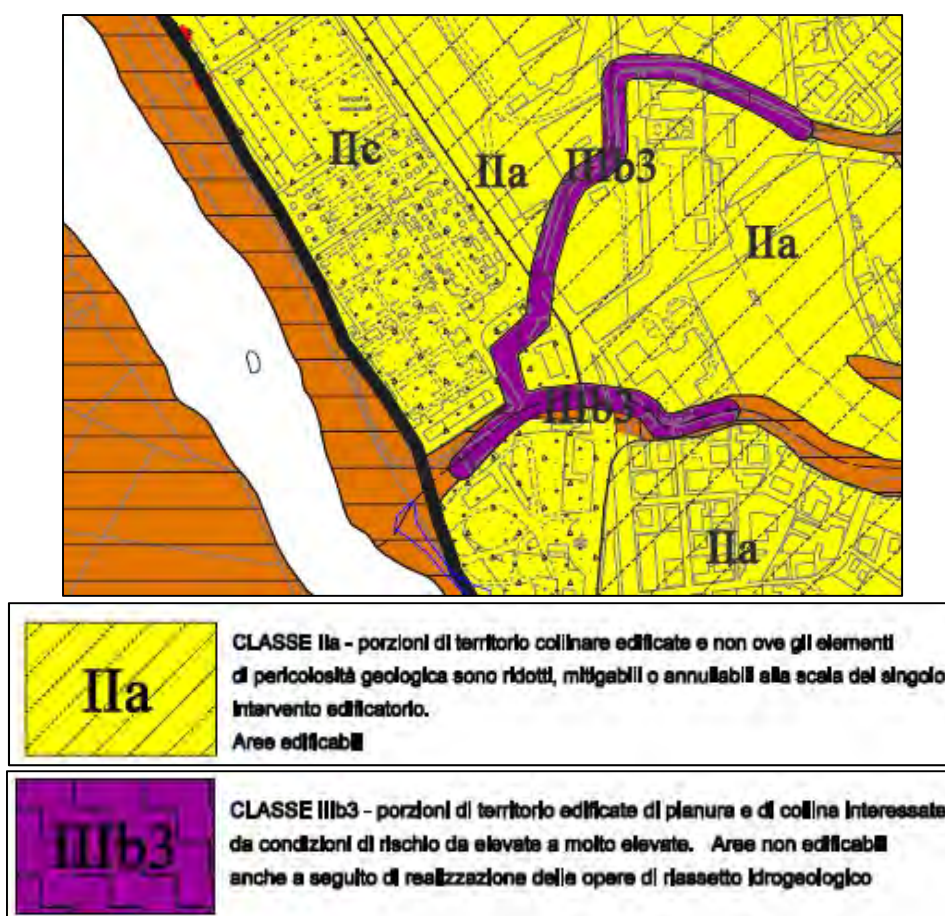 IIc
IIa
IIIb3
IIa
IIIb3
IIa
IIa
CLASSE IIa - porzioni di territorio collinare edificate e non ove gli elementi
di pericolosità geologica sono ridotti, mitigabili o annullabili alla scala del singolo
intervento edificatorio.
Aree edificabili
IIIb3
CLASSE IIIb3 - porzioni di territorio edificate di pianura e di collina interessate
da condizioni di rischio da elevate a molto elevate. Aree non edificabili
anche a seguito di realizzazione delle opere di riassetto idrogeologico